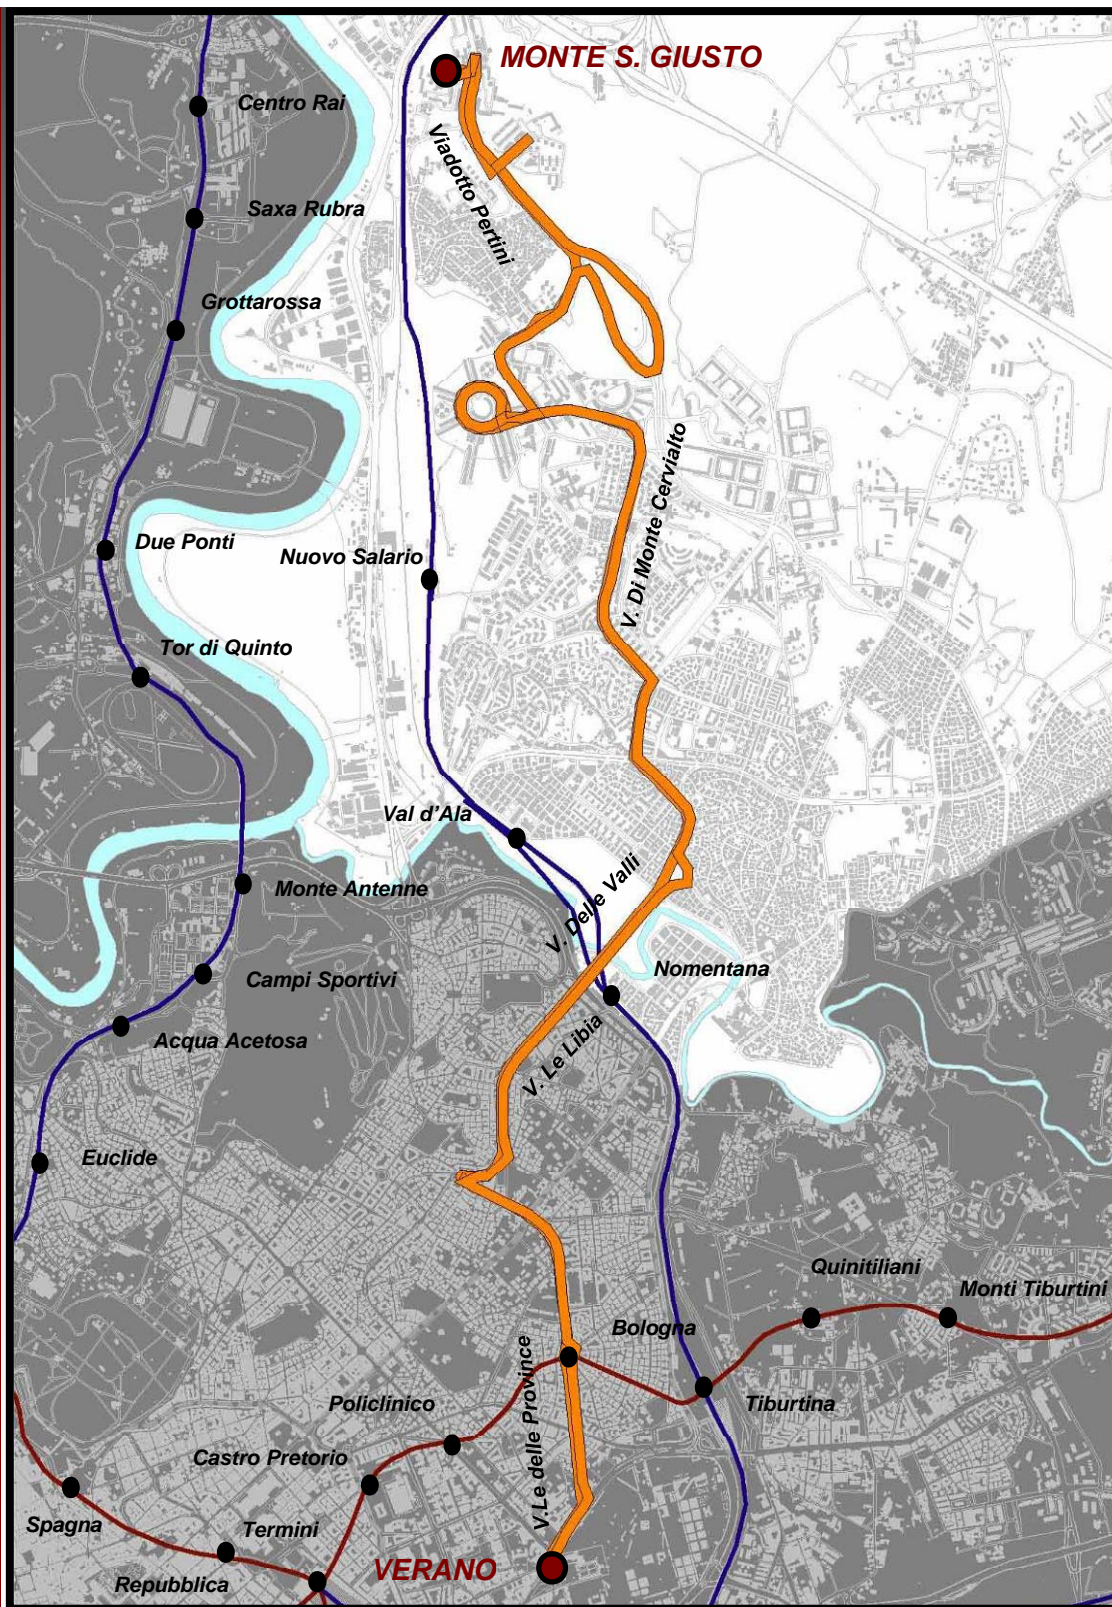 MONTE S. GIUSTO
Centro Rai
Viadotto Pertini
Saxa Rubra
Grottarossa
V. Di Monte Cervialto
Due Ponti
Nuovo Salario
Tor di Quinto
Val d'Ala
V. Delle Valli
Monte Antenne
Nomentana
Campi Sportivi
Acqua Acetosa
V. Le Libia
Euclide
Quinitiliani
Monti Tiburtini
Bologna
V.Le delle Province
Policlinico
Tiburtina
Castro Pretorio
Spagna
Termini
VERANO
Repubblica